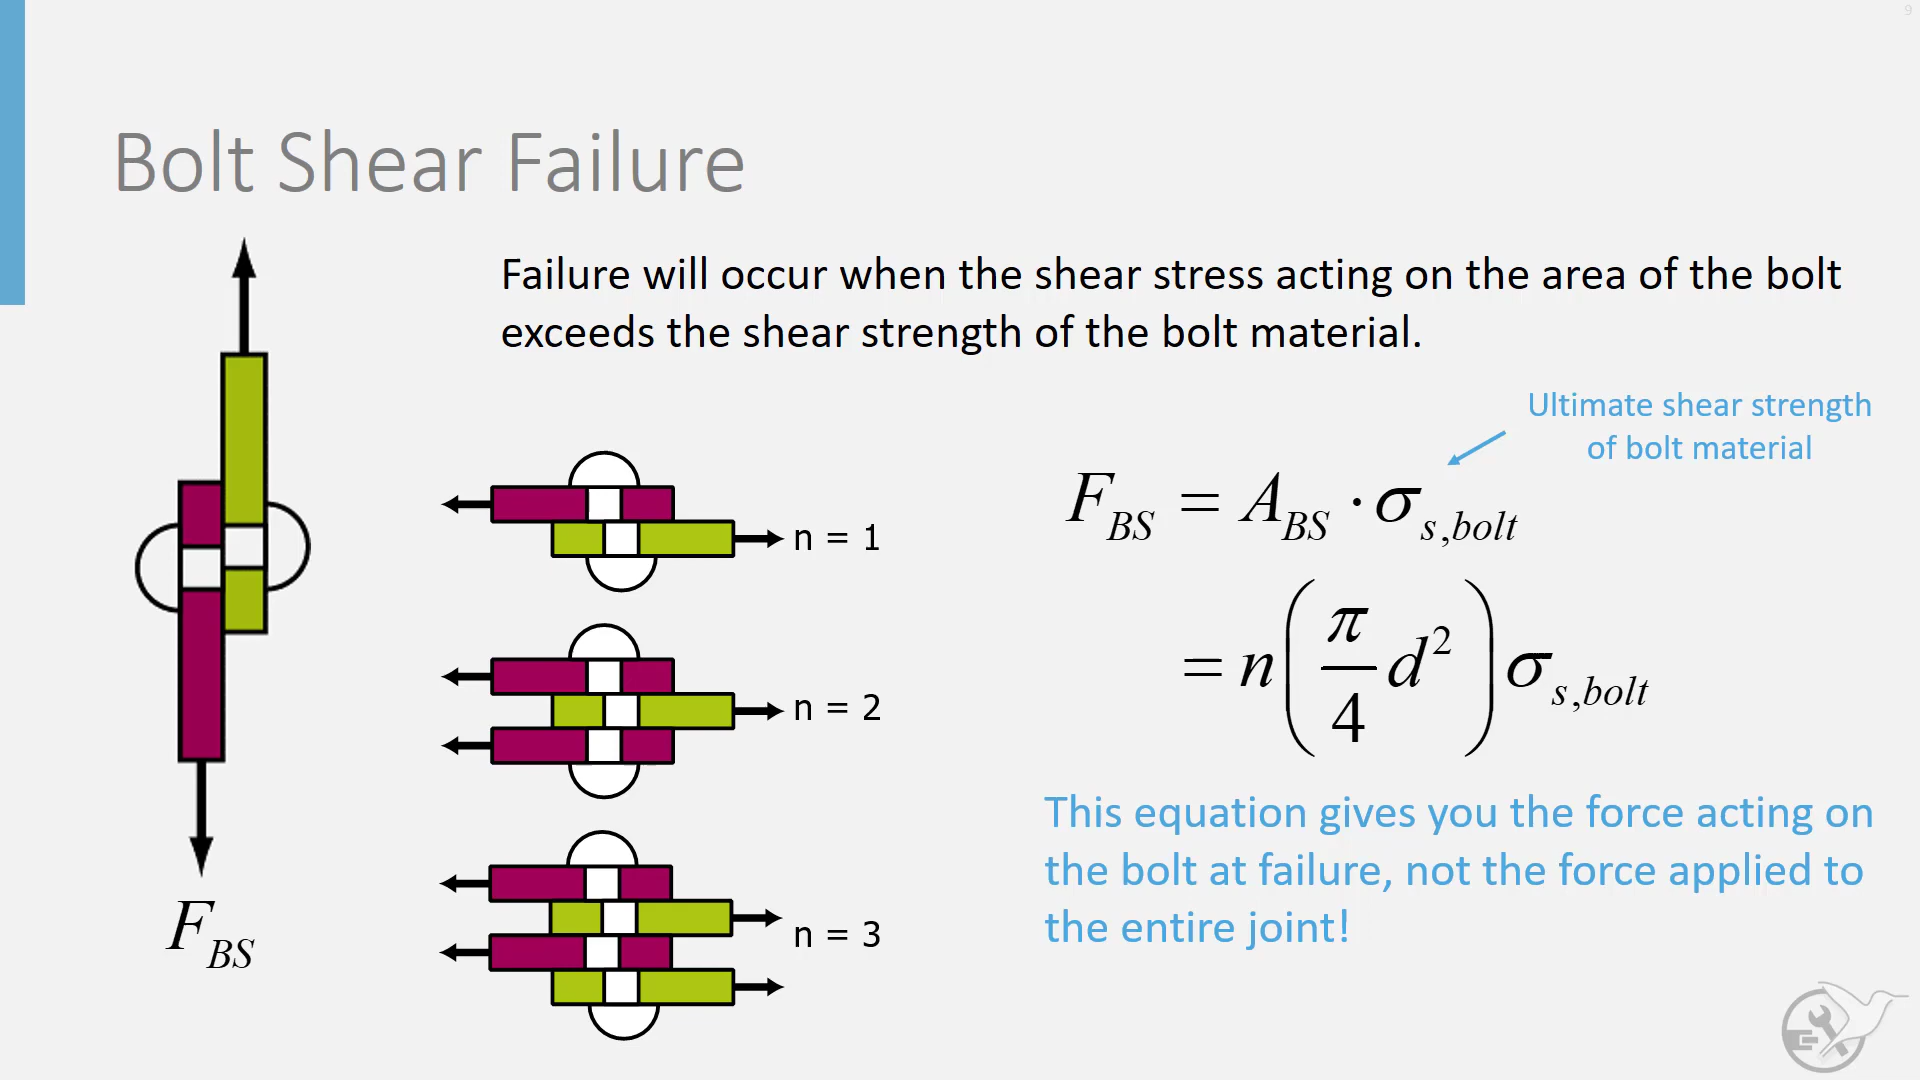 9
Bolt Shear Failure
Failure will occur when the shear stress acting on the area of the bolt
exceeds the shear strength of the bolt material.
Ultimate shear strength
of bolt material
F_BS = A_BS · σ_s,bolt
= n(π/4 d²)σ_s,bolt
n = 1
n = 2
n = 3
This equation gives you the force acting on
the bolt at failure, not the force applied to
the entire joint!
F_BS